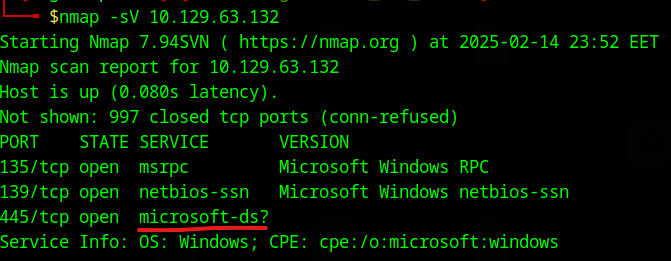 $nmap -sV 10.129.63.132
Starting Nmap 7.94SVN ( https://nmap.org ) at 2025-02-14 23:52 EET
Nmap scan report for 10.129.63.132
Host is up (0.080s latency).
Not shown: 997 closed tcp ports (conn-refused)
PORT    STATE SERVICE       VERSION
135/tcp open  msrpc         Microsoft Windows RPC
139/tcp open  netbios-ssn   Microsoft Windows netbios-ssn
445/tcp open  microsoft-ds?
Service Info: OS: Windows; CPE: cpe:/o:microsoft:windows